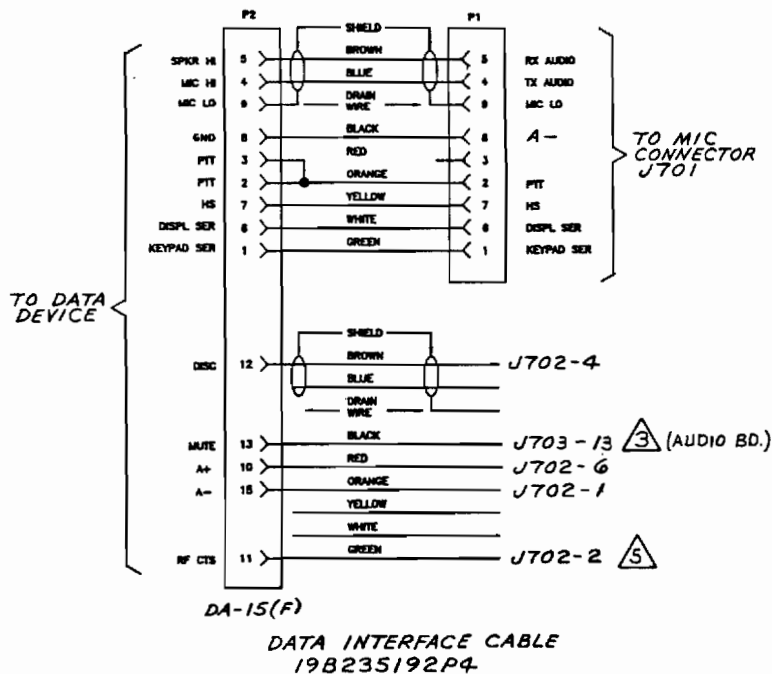 P2 P1
SHIELD
SPKR HI 5 BROWN 5 RX AUDIO
MIC HI 4 BLUE 4 TX AUDIO
MIC LO 9 DRAIN WIRE 9 MIC LO
GND 8 BLACK 8 A-
PTT 3 RED 3
PTT 2 ORANGE 2 PTT
HS 7 YELLOW 7 HS
DISPL SER 6 WHITE 6 DISPL SER
KEYPAD SER 1 GREEN 1 KEYPAD SER
TO MIC
CONNECTOR
J701
TO DATA
DEVICE
SHIELD
DISC 12 BROWN J702-4
BLUE
DRAIN
WIRE
MUTE 13 BLACK J703-13 3 (AUDIO BD.)
A+ 10 RED J702-6
A- 15 ORANGE J702-1
YELLOW
WHITE
RF CTS 11 GREEN J702-2 5
DA-15(F)
DATA INTERFACE CABLE
19B235192P4